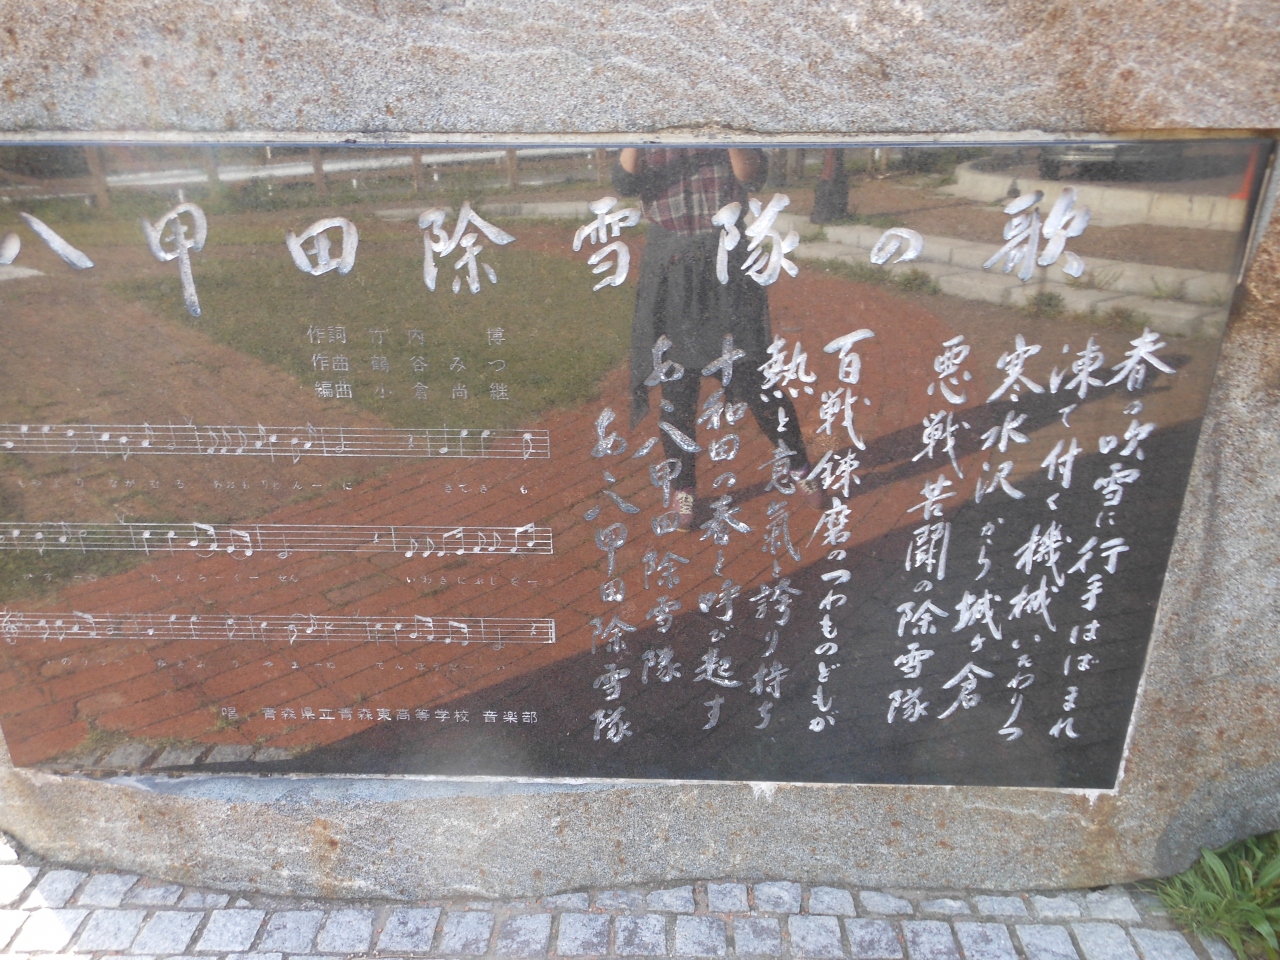 八甲田除雪隊の歌
作詞 竹内 博
作曲 鶴谷みつ
編曲 小倉尚継
春の吹雪に行手はばまれ
凍て付く機械いたわりつ
寒水沢から城ヶ倉
悪戦苦闘の除雪隊
百戦錬磨のつわものどもが
熱と意氣と誇り持ち
十和田の春と呼び起す
あゝ八甲田除雪隊
あゝ八甲田除雪隊
唱 青森県立青森東高等学校 音楽部